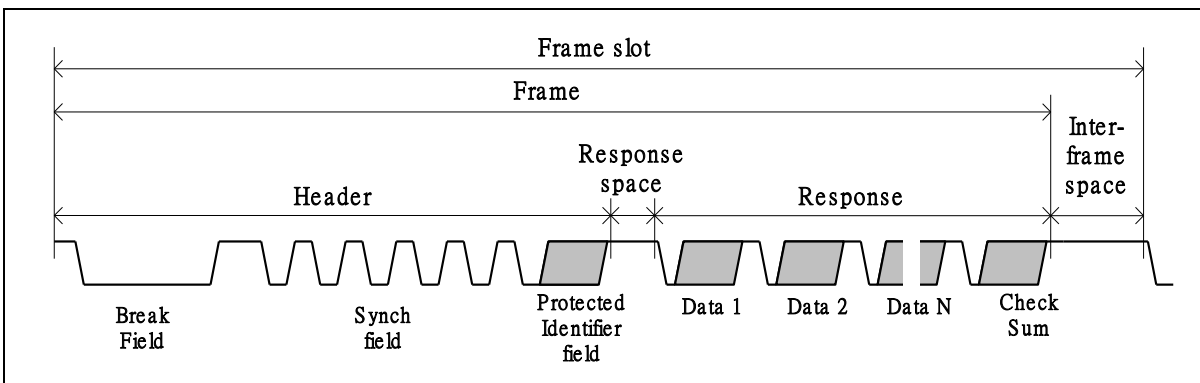 Frame slot
Frame
Inter-
frame
space
Response
space
Header
Response
Break
Field
Synch
field
Protected
Identifier
field
Data 1
Data 2
Data N
Check
Sum